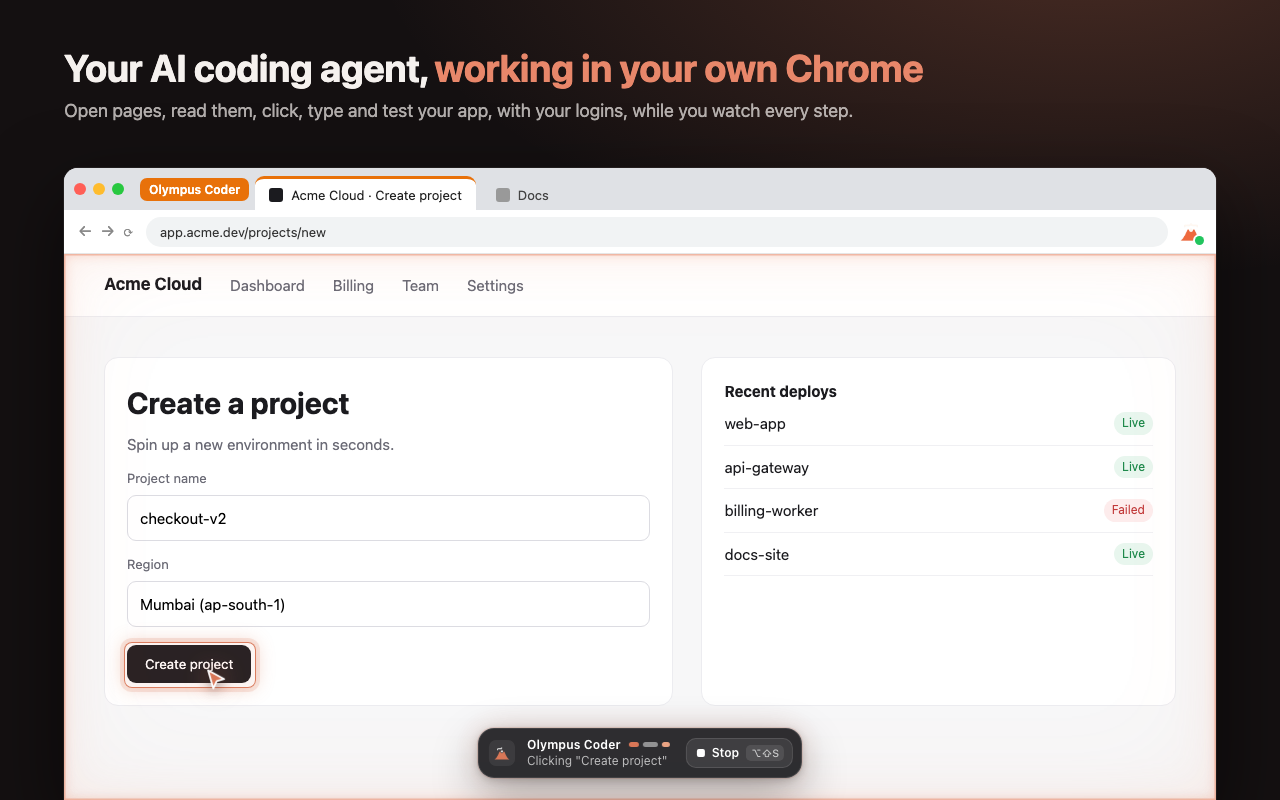 Your AI coding agent, working in your own Chrome
Open pages, read them, click, type and test your app, with your logins, while you watch every step.
Olympus Coder
Acme Cloud · Create project
Docs
app.acme.dev/projects/new
Acme Cloud
Dashboard
Billing
Team
Settings
Create a project
Spin up a new environment in seconds.
Project name
checkout-v2
Region
Mumbai (ap-south-1)
Create project
Recent deploys
web-app
Live
api-gateway
Live
billing-worker
Failed
docs-site
Live
Olympus Coder
Clicking "Create project"
Stop
⌥⇧S